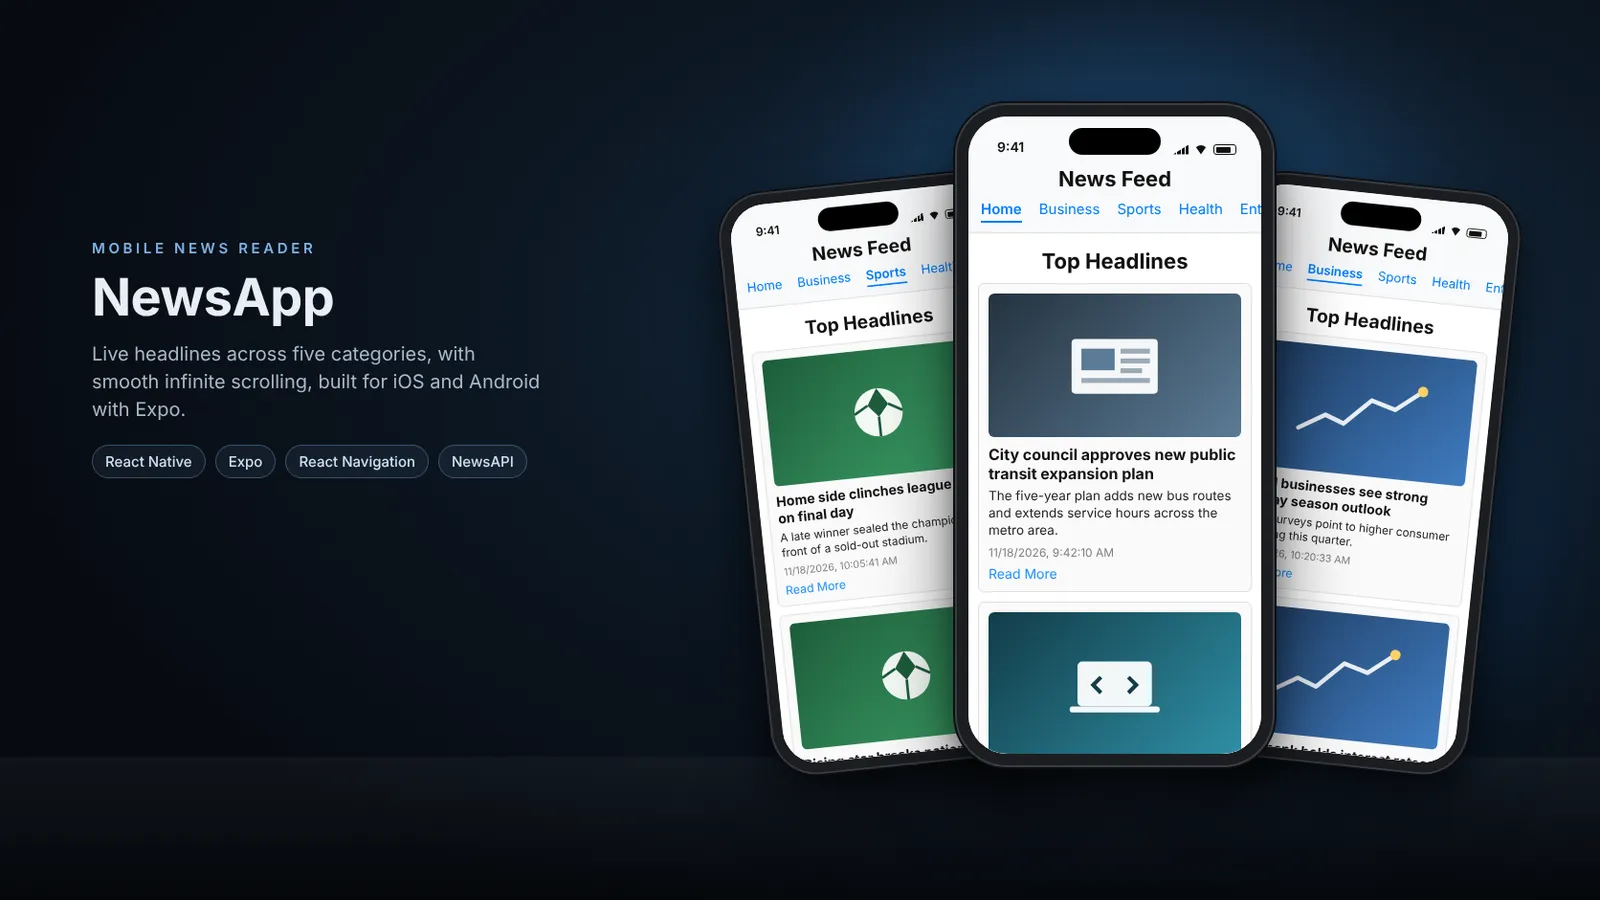 MOBILE NEWS READER
NewsApp
Live headlines across five categories, with
smooth infinite scrolling, built for iOS and Android
with Expo.
React Native
Expo
React Navigation
NewsAPI
9:41
News Feed
Home Business Sports
Top Headlines
Home side clinches league
on final day
A late winner sealed the
front of a sold-out stadium.
11/18/2026, 10:05:41 AM
Read More
9:41
News Feed
Home Business Sports Health Ent
Top Headlines
City council approves new public
transit expansion plan
The five-year plan adds new bus routes
and extends service hours across the
metro area.
11/18/2026, 9:42:10 AM
Read More
9:41
News Feed
Business Sports Health
Top Headlines
businesses see strong
season outlook
point to higher consumer
this quarter.
10:20:33 AM